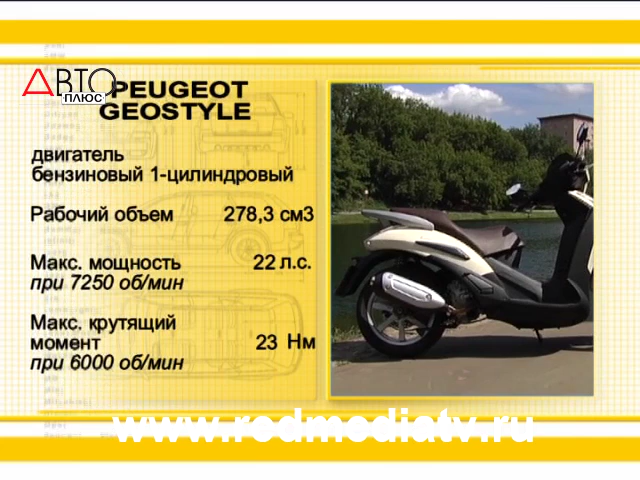 АВТО
ПЛЮС
PEUGEOT
GEOSTYLE
двигатель
бензиновый 1-цилиндровый
Рабочий объем 278,3 см3
Макс. мощность 22 л.с.
при 7250 об/мин
Макс. крутящий
момент 23 Нм
при 6000 об/мин
www.redmediatv.ru